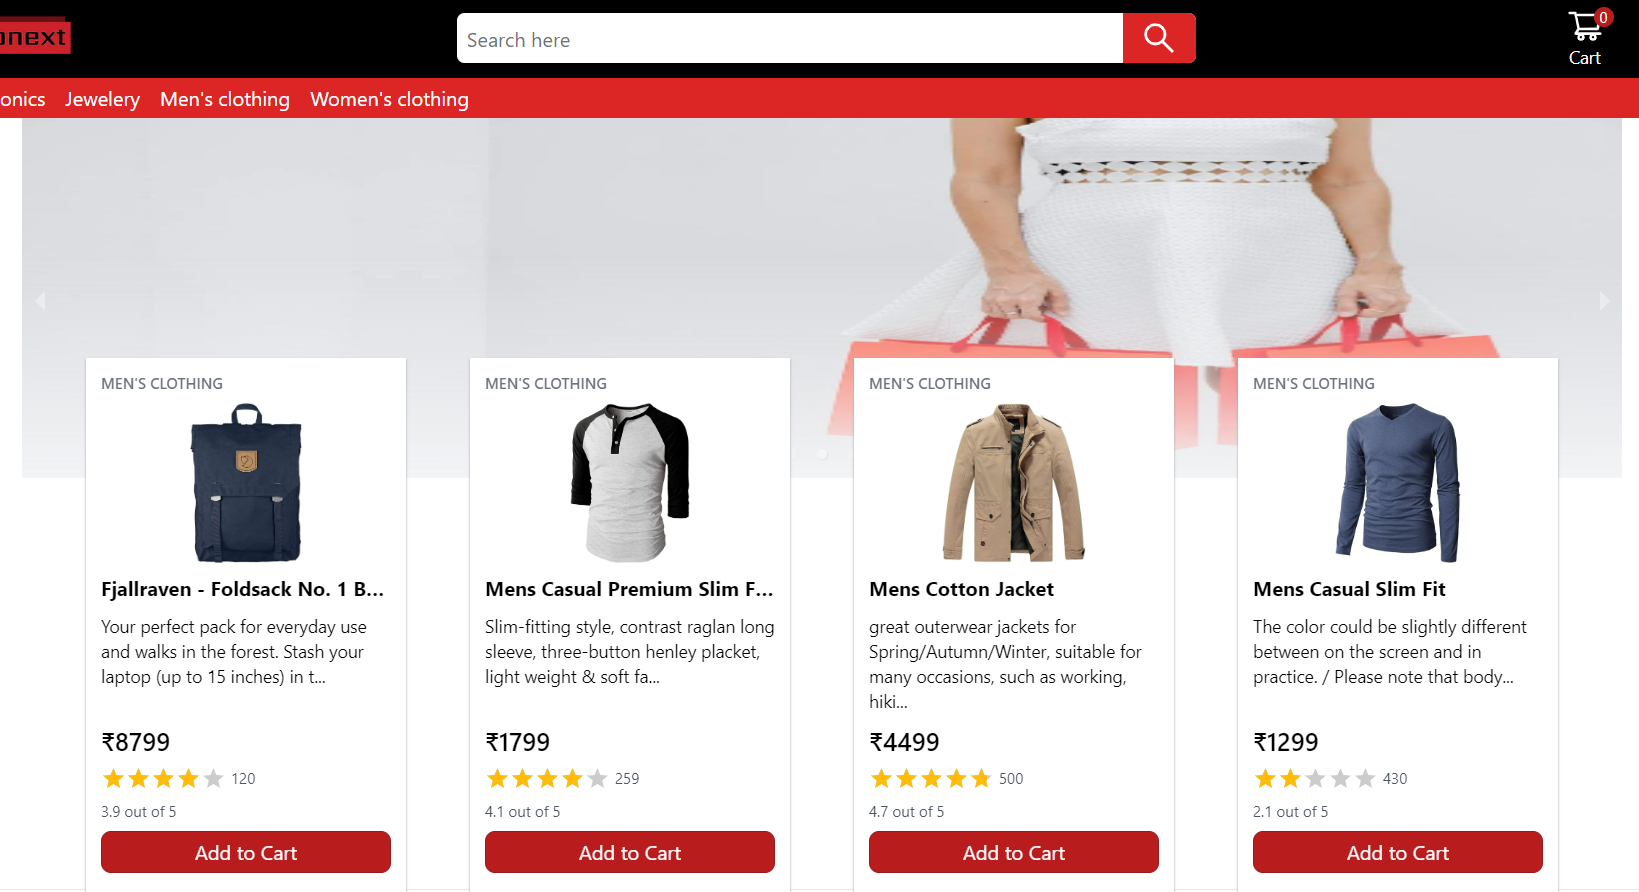 onext
Search here
0
Cart
onics Jewelery Men's clothing Women's clothing
MEN'S CLOTHING
Fjallraven - Foldsack No. 1 B...
Your perfect pack for everyday use
and walks in the forest. Stash your
laptop (up to 15 inches) in t...
₹8799
120
3.9 out of 5
Add to Cart
MEN'S CLOTHING
Mens Casual Premium Slim F...
Slim-fitting style, contrast raglan long
sleeve, three-button henley placket,
light weight & soft fa...
₹1799
259
4.1 out of 5
Add to Cart
MEN'S CLOTHING
Mens Cotton Jacket
great outerwear jackets for
Spring/Autumn/Winter, suitable for
many occasions, such as working,
hiki...
₹4499
500
4.7 out of 5
Add to Cart
MEN'S CLOTHING
Mens Casual Slim Fit
The color could be slightly different
between on the screen and in
practice. / Please note that body...
₹1299
430
2.1 out of 5
Add to Cart